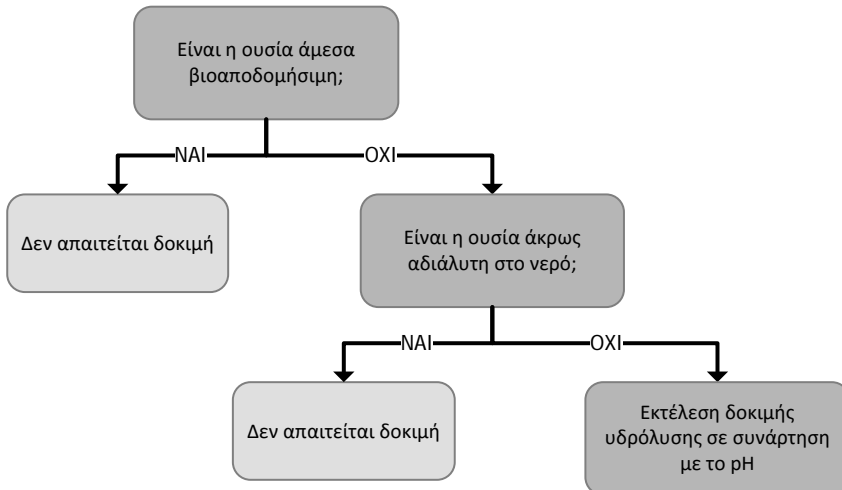 Είναι η ουσία άμεσα
βιοαποδομήσιμη;
ΝΑΙ
ΟΧΙ
Δεν απαιτείται δοκιμή
Είναι η ουσία άκρως
αδιάλυτη στο νερό;
ΝΑΙ
ΟΧΙ
Δεν απαιτείται δοκιμή
Εκτέλεση δοκιμής
υδρόλυσης σε συνάρτηση
με το pH